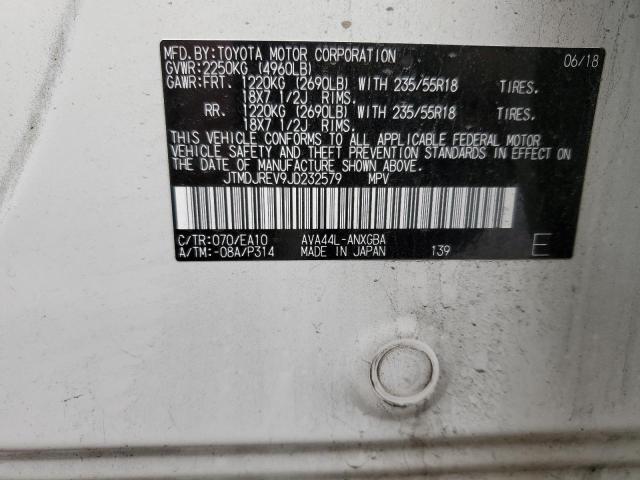 MFD.BY:TOYOTA MOTOR CORPORATION 06/18
GVWR:2250KG (4960LB)
GAWR:FRT. 1220KG (2690LB) WITH 235/55R18 TIRES.
18X7 1/2J RIMS.
RR. 1220KG (2690LB) WITH 235/55R18 TIRES.
18X7 1/2J RIMS.
THIS VEHICLE CONFORMS TO ALL APPLICABLE FEDERAL MOTOR
VEHICLE SAFETY AND THEFT PREVENTION STANDARDS IN EFFECT ON
THE DATE OF MANUFACTURE SHOWN ABOVE.
JTMDJREV9JD232579 MPV
C/TR:070/EA10 AVA44L-ANXGBA
A/TM:-08A/P314 MADE IN JAPAN 139 E